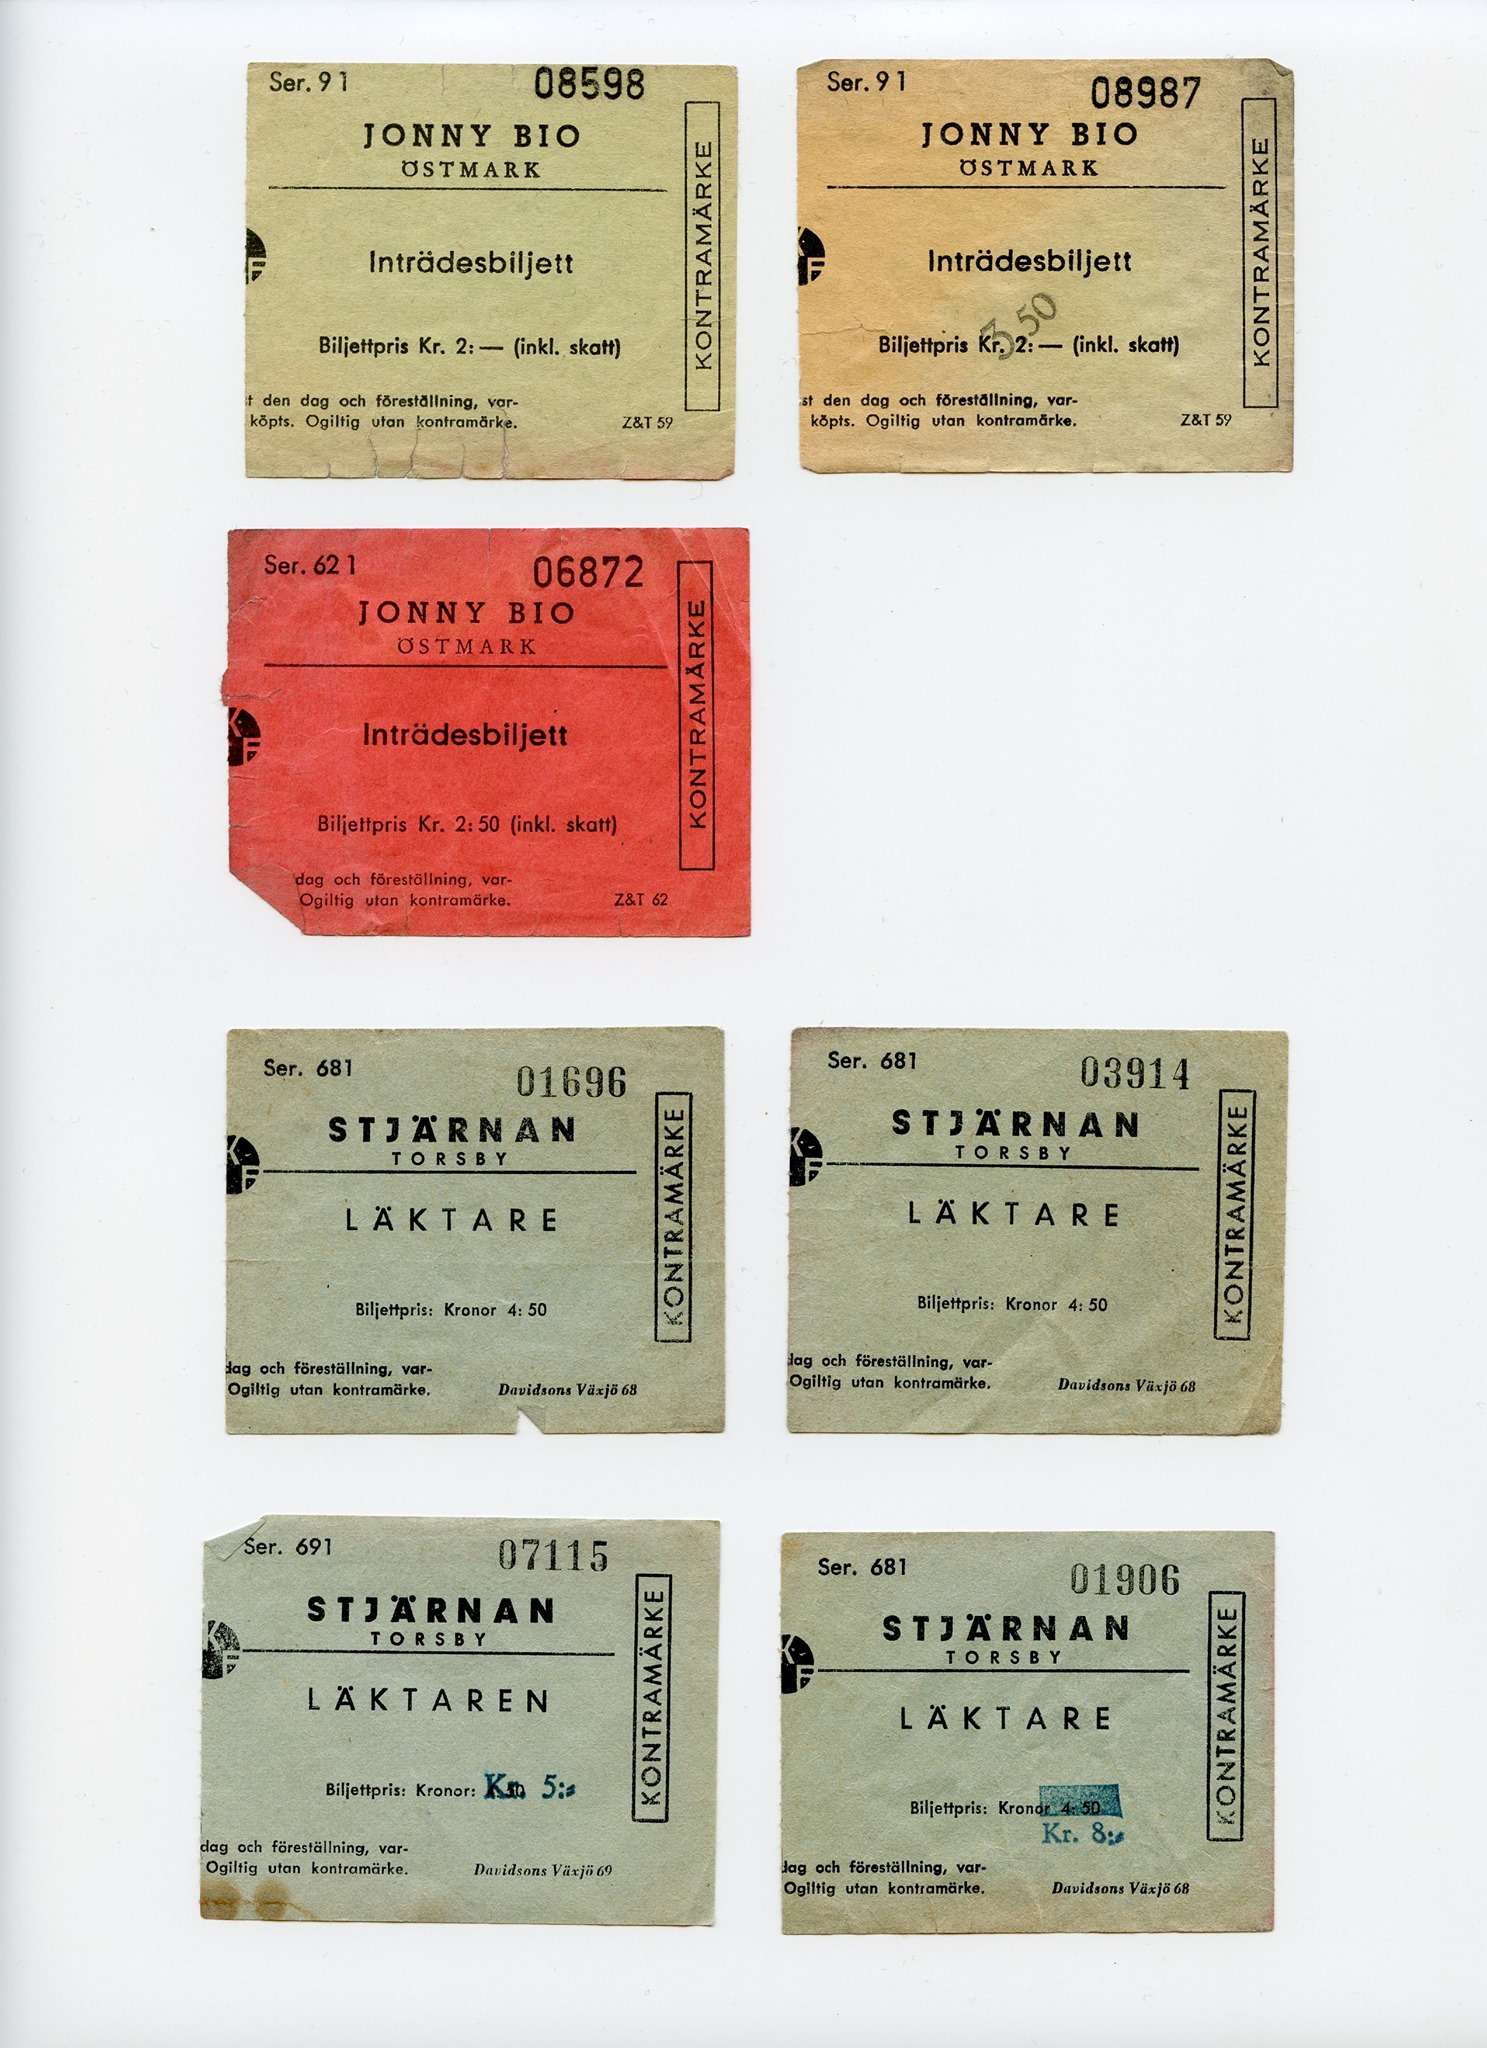 Ser. 9 1 08598
JONNY BIO
ÖSTMARK
Inträdesbiljett
Biljettpris Kr. 2:— (inkl. skatt)
t den dag och föreställning, var-
köpts. Ogiltig utan kontramärke. Z&T 59
KONTRAMÄRKE
Ser. 9 1 08987
JONNY BIO
ÖSTMARK
Inträdesbiljett
3 50
Biljettpris Kr. 2:— (inkl. skatt)
st den dag och föreställning, var-
köpts. Ogiltig utan kontramärke. Z&T 59
KONTRAMÄRKE
Ser. 62 1 06872
JONNY BIO
ÖSTMARK
Inträdesbiljett
Biljettpris Kr. 2:50 (inkl. skatt)
dag och föreställning, var-
Ogiltig utan kontramärke. Z&T 62
KONTRAMÄRKE
Ser. 681 01696
STJÄRNAN
TORSBY
LÄKTARE
Biljettpris: Kronor 4:50
dag och föreställning, var-
Ogiltig utan kontramärke. Davidsons Växjö 68
KONTRAMÄRKE
Ser. 681 03914
STJÄRNAN
TORSBY
LÄKTARE
Biljettpris: Kronor 4:50
dag och föreställning, var-
Ogiltig utan kontramärke. Davidsons Växjö 68
KONTRAMÄRKE
Ser. 691 07115
STJÄRNAN
TORSBY
LÄKTAREN
Biljettpris: Kronor: Kr. 5:-
dag och föreställning, var-
Ogiltig utan kontramärke. Davidsons Växjö 69
KONTRAMÄRKE
Ser. 681 01906
STJÄRNAN
TORSBY
LÄKTARE
Biljettpris: Kronor 4:50
Kr. 8:-
dag och föreställning, var-
Ogiltig utan kontramärke. Davidsons Växjö 68
KONTRAMÄRKE